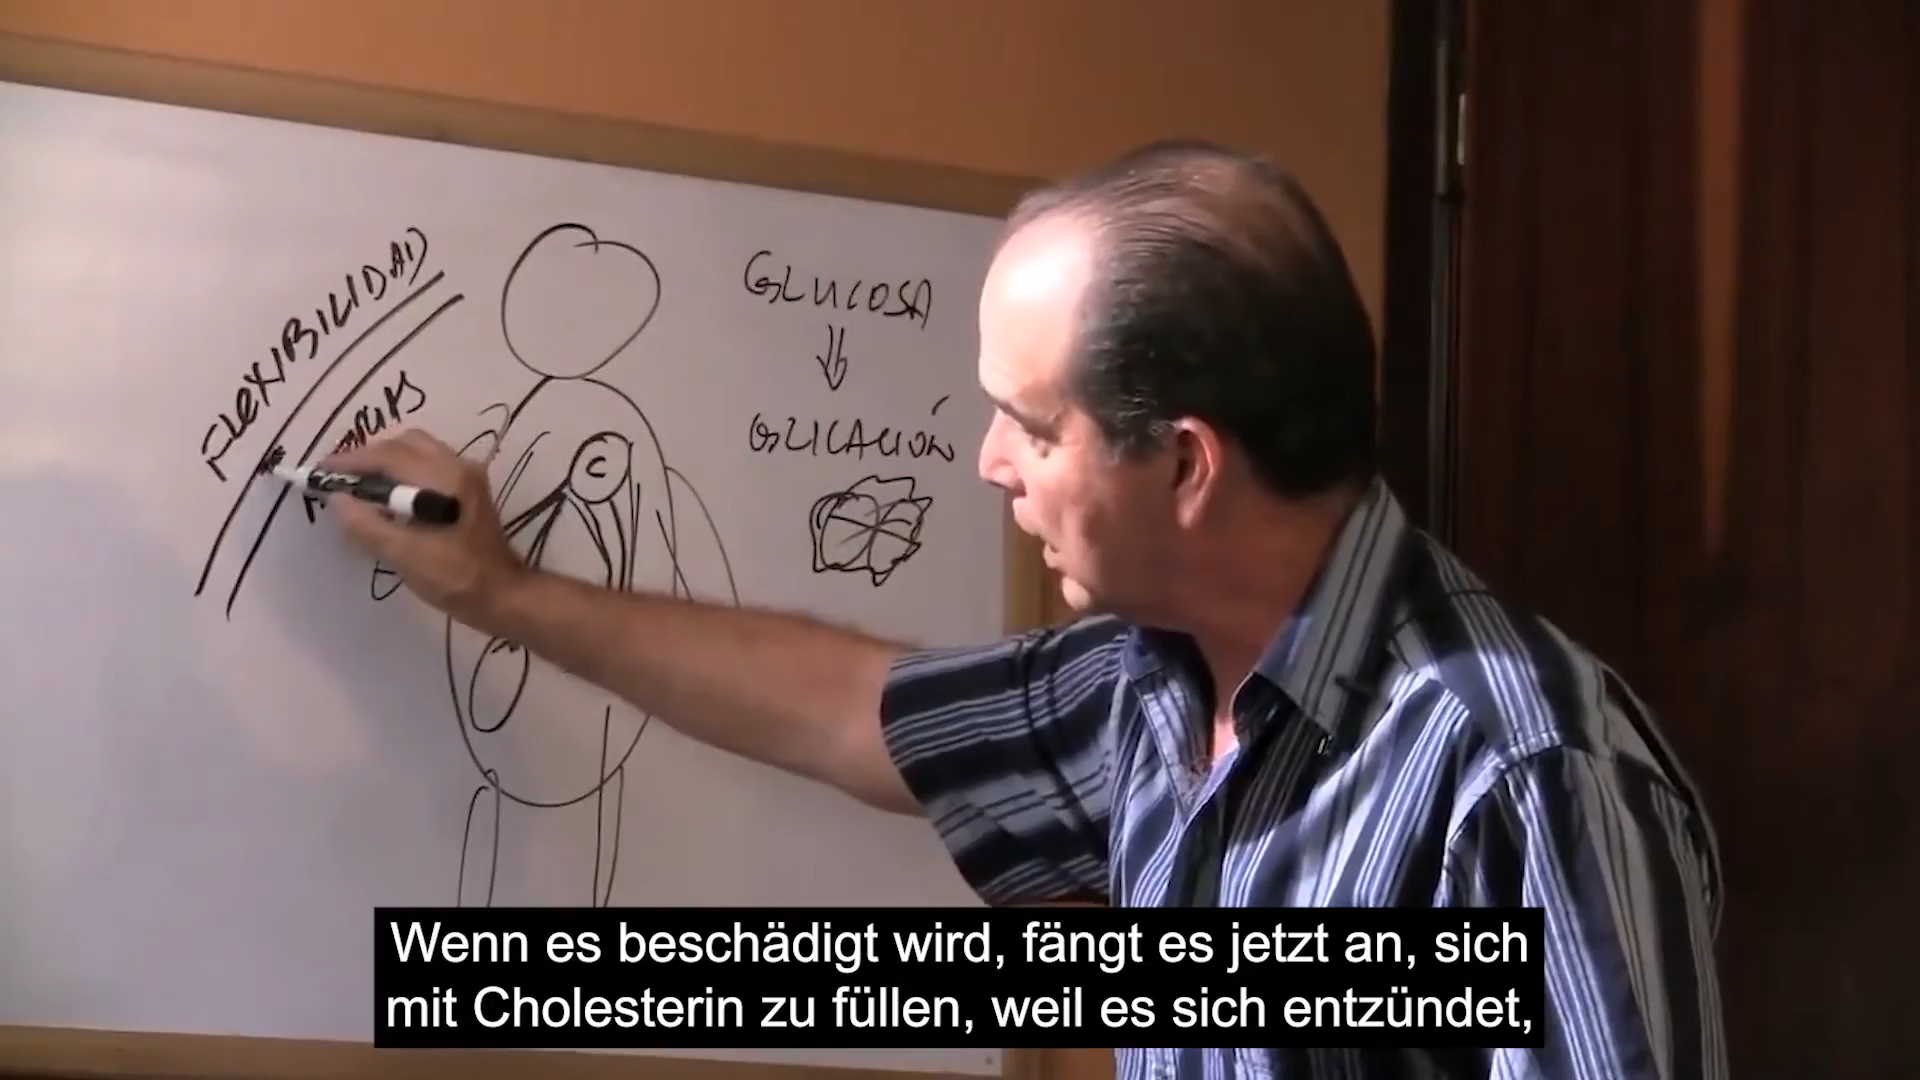 FLEXIBILIDAD
GLUCOSA
GLICACIÓN
C
Wenn es beschädigt wird, fängt es jetzt an, sich
mit Cholesterin zu füllen, weil es sich entzündet,